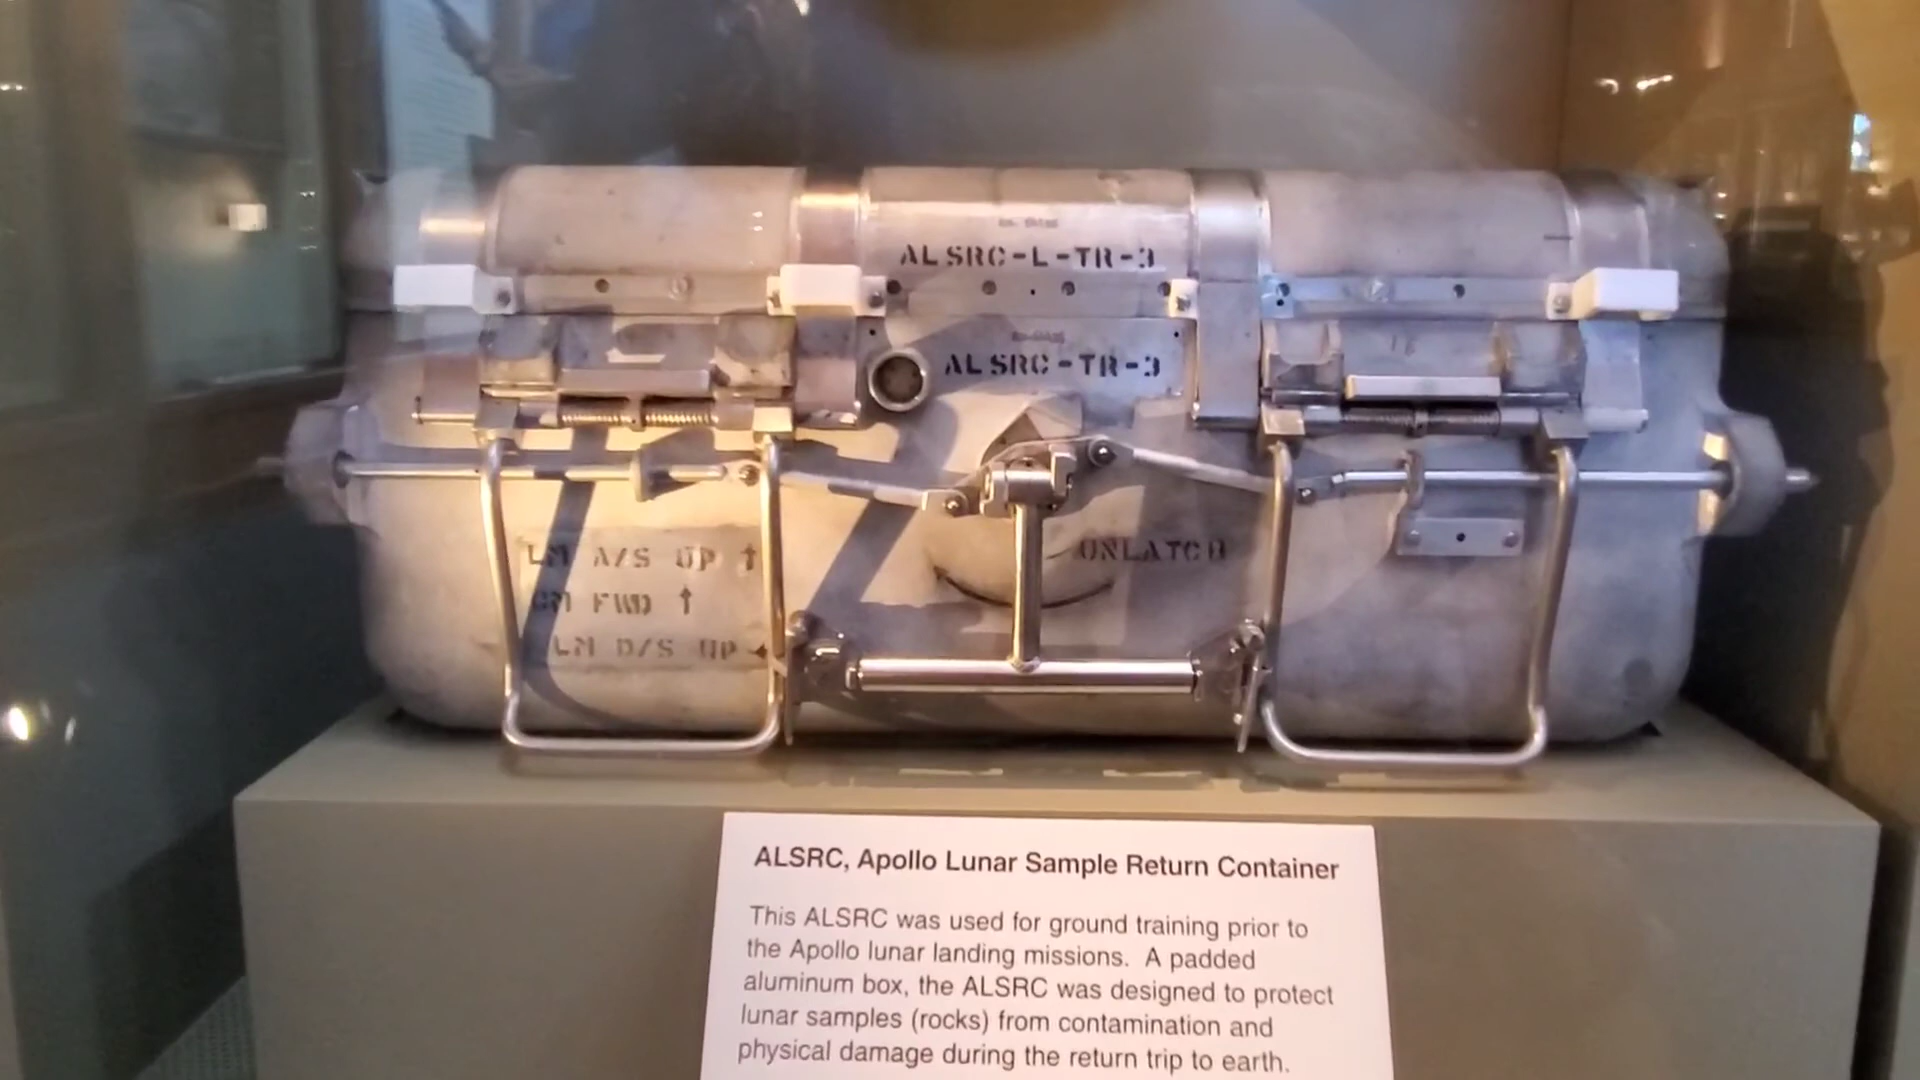 ALSRC-L-TR-3
ALSRC-TR-3
UNLATCH
LM A/S UP ↑
CM FWD ↑
LM D/S UP
ALSRC, Apollo Lunar Sample Return Container
This ALSRC was used for ground training prior to
the Apollo lunar landing missions. A padded
aluminum box, the ALSRC was designed to protect
lunar samples (rocks) from contamination and
physical damage during the return trip to earth.